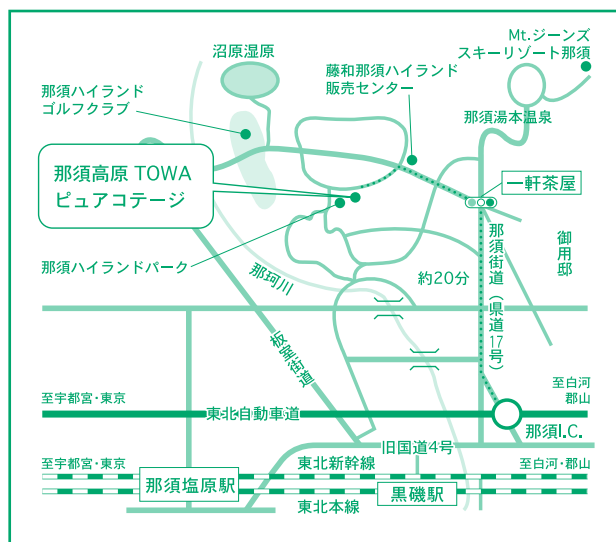 Mt.ジーンズ
スキーリゾート那須
沼原湿原
藤和那須ハイランド
販売センター
那須ハイランド
ゴルフクラブ
那須湯本温泉
那須高原 TOWA
ピュアコテージ
一軒茶屋
那須ハイランドパーク
那珂川
約20分
那須街道(県道17号)
御用邸
板室街道
至宇都宮・東京
東北自動車道
至白河
郡山
那須I.C.
旧国道4号
至宇都宮・東京
東北新幹線
至白河・郡山
那須塩原駅
黒磯駅
東北本線